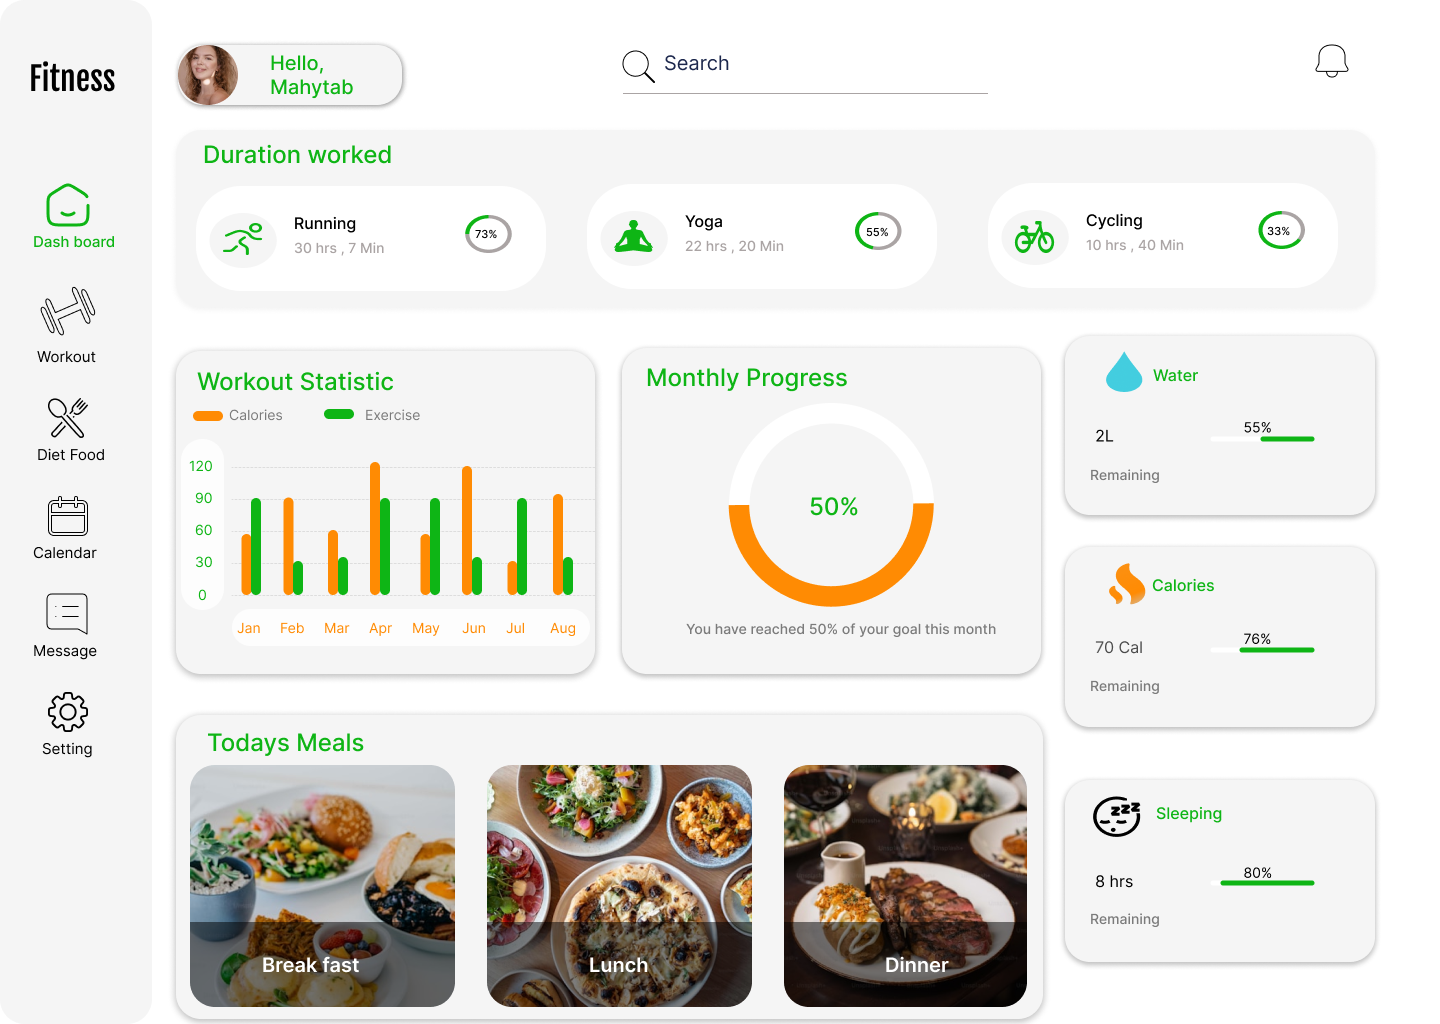 Fitness
Hello,
Mahytab
Search
Dash board
Workout
Diet Food
Calendar
Message
Setting
Duration worked
Running
30 hrs , 7 Min
73%
Yoga
22 hrs , 20 Min
55%
Cycling
10 hrs , 40 Min
33%
Workout Statistic
Calories
Exercise
120
90
60
30
0
Jan Feb Mar Apr May Jun Jul Aug
Monthly Progress
50%
You have reached 50% of your goal this month
Water
2L
55%
Remaining
Calories
70 Cal
76%
Remaining
Sleeping
8 hrs
80%
Remaining
Todays Meals
Break fast
Lunch
Dinner